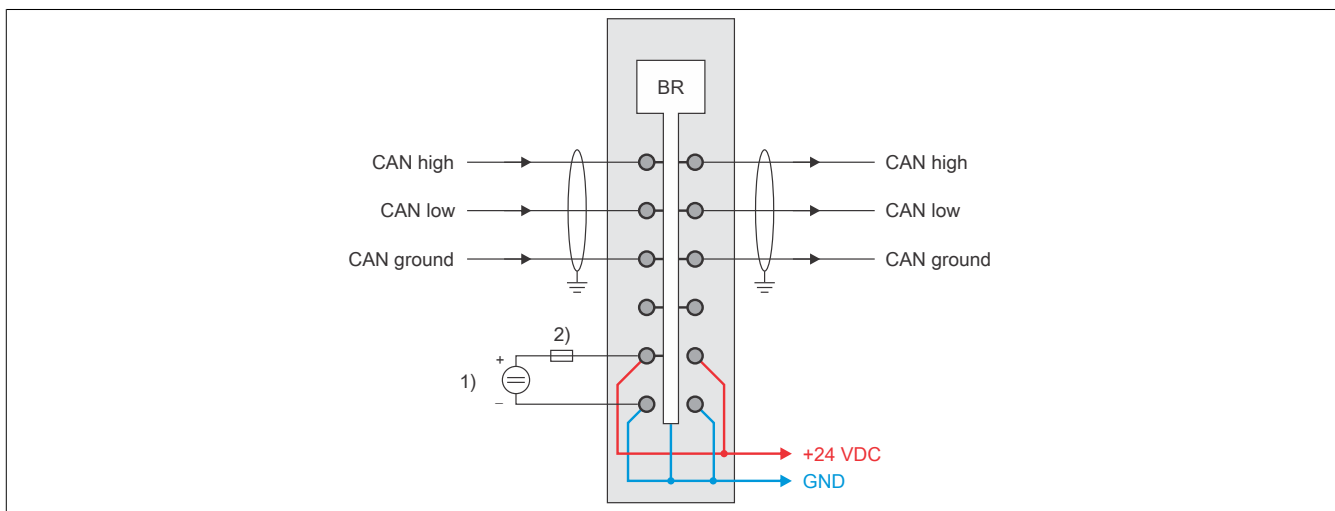 BR
CAN high
CAN high
CAN low
CAN low
CAN ground
CAN ground
2)
+
1)
–
+24 VDC
GND